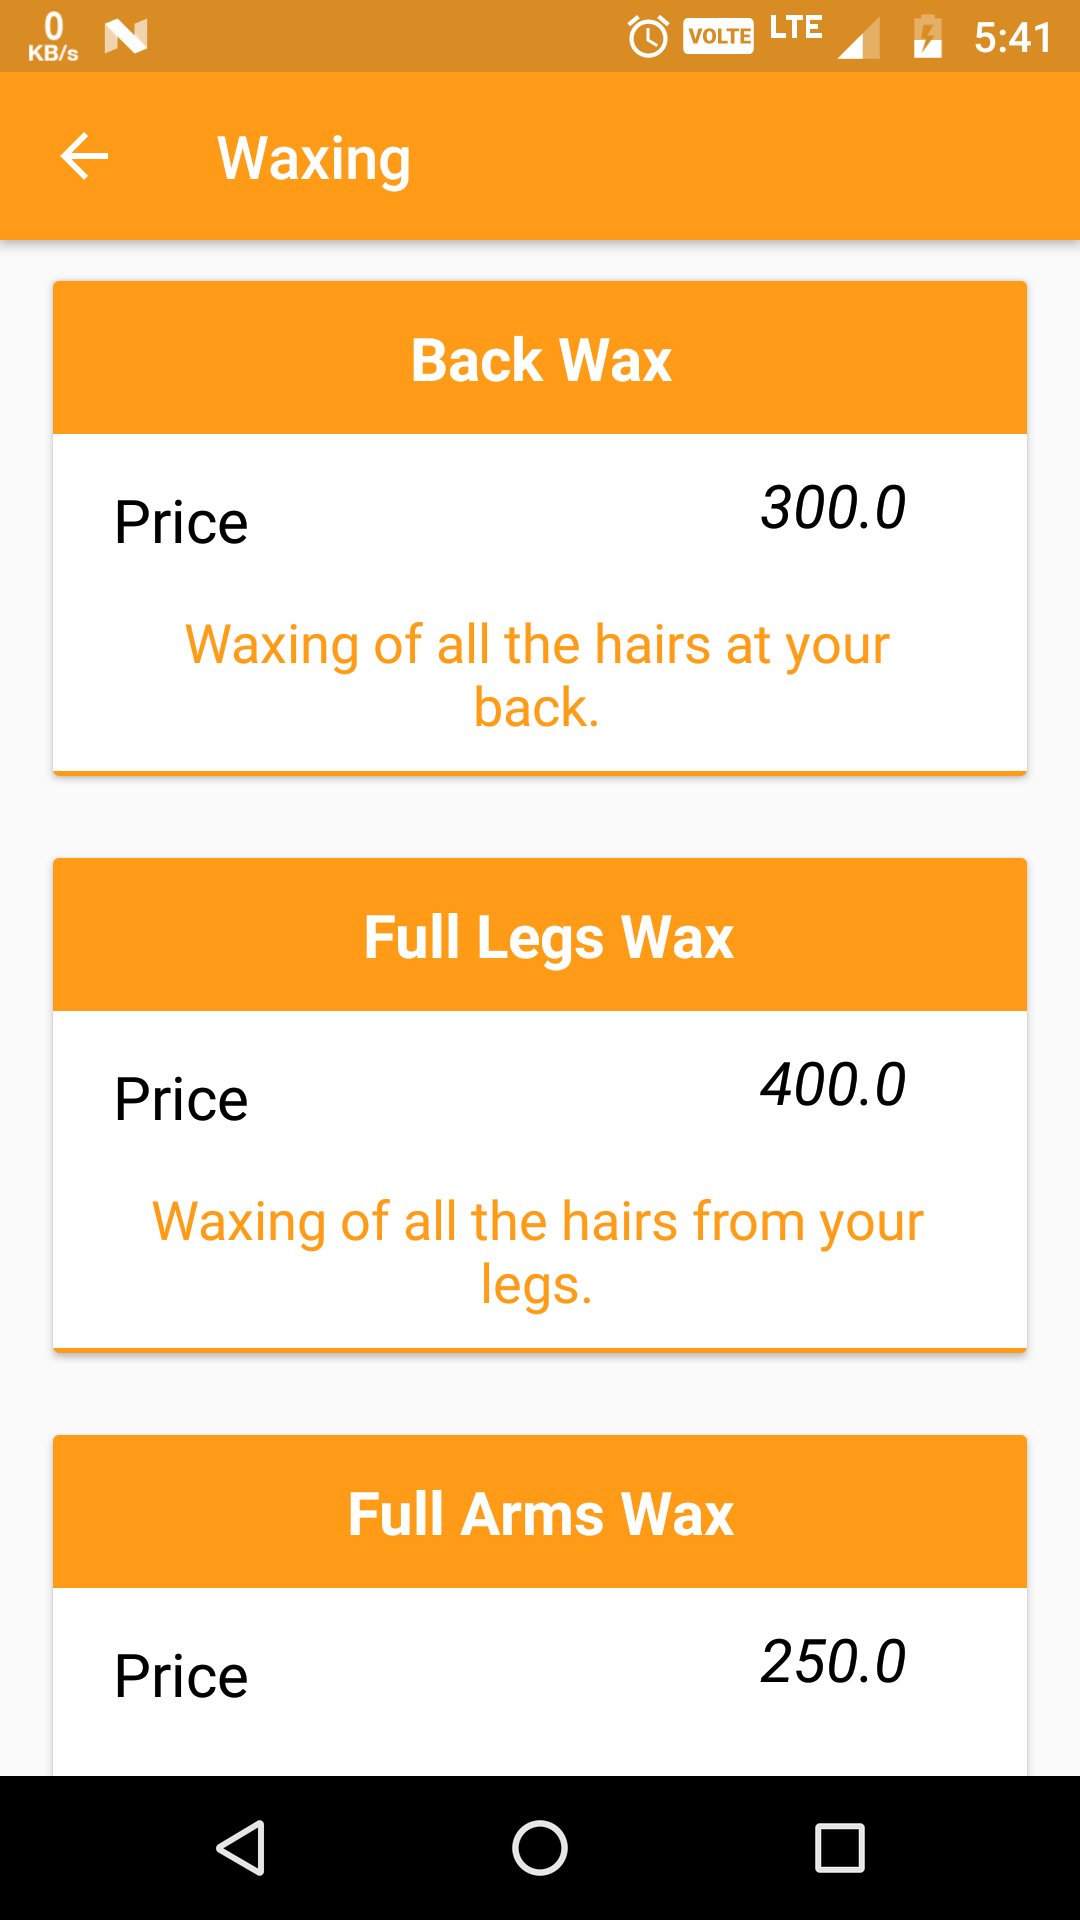 0
KB/s
VOLTE LTE 5:41
Waxing
Back Wax
Price 300.0
Waxing of all the hairs at your
back.
Full Legs Wax
Price 400.0
Waxing of all the hairs from your
legs.
Full Arms Wax
Price 250.0